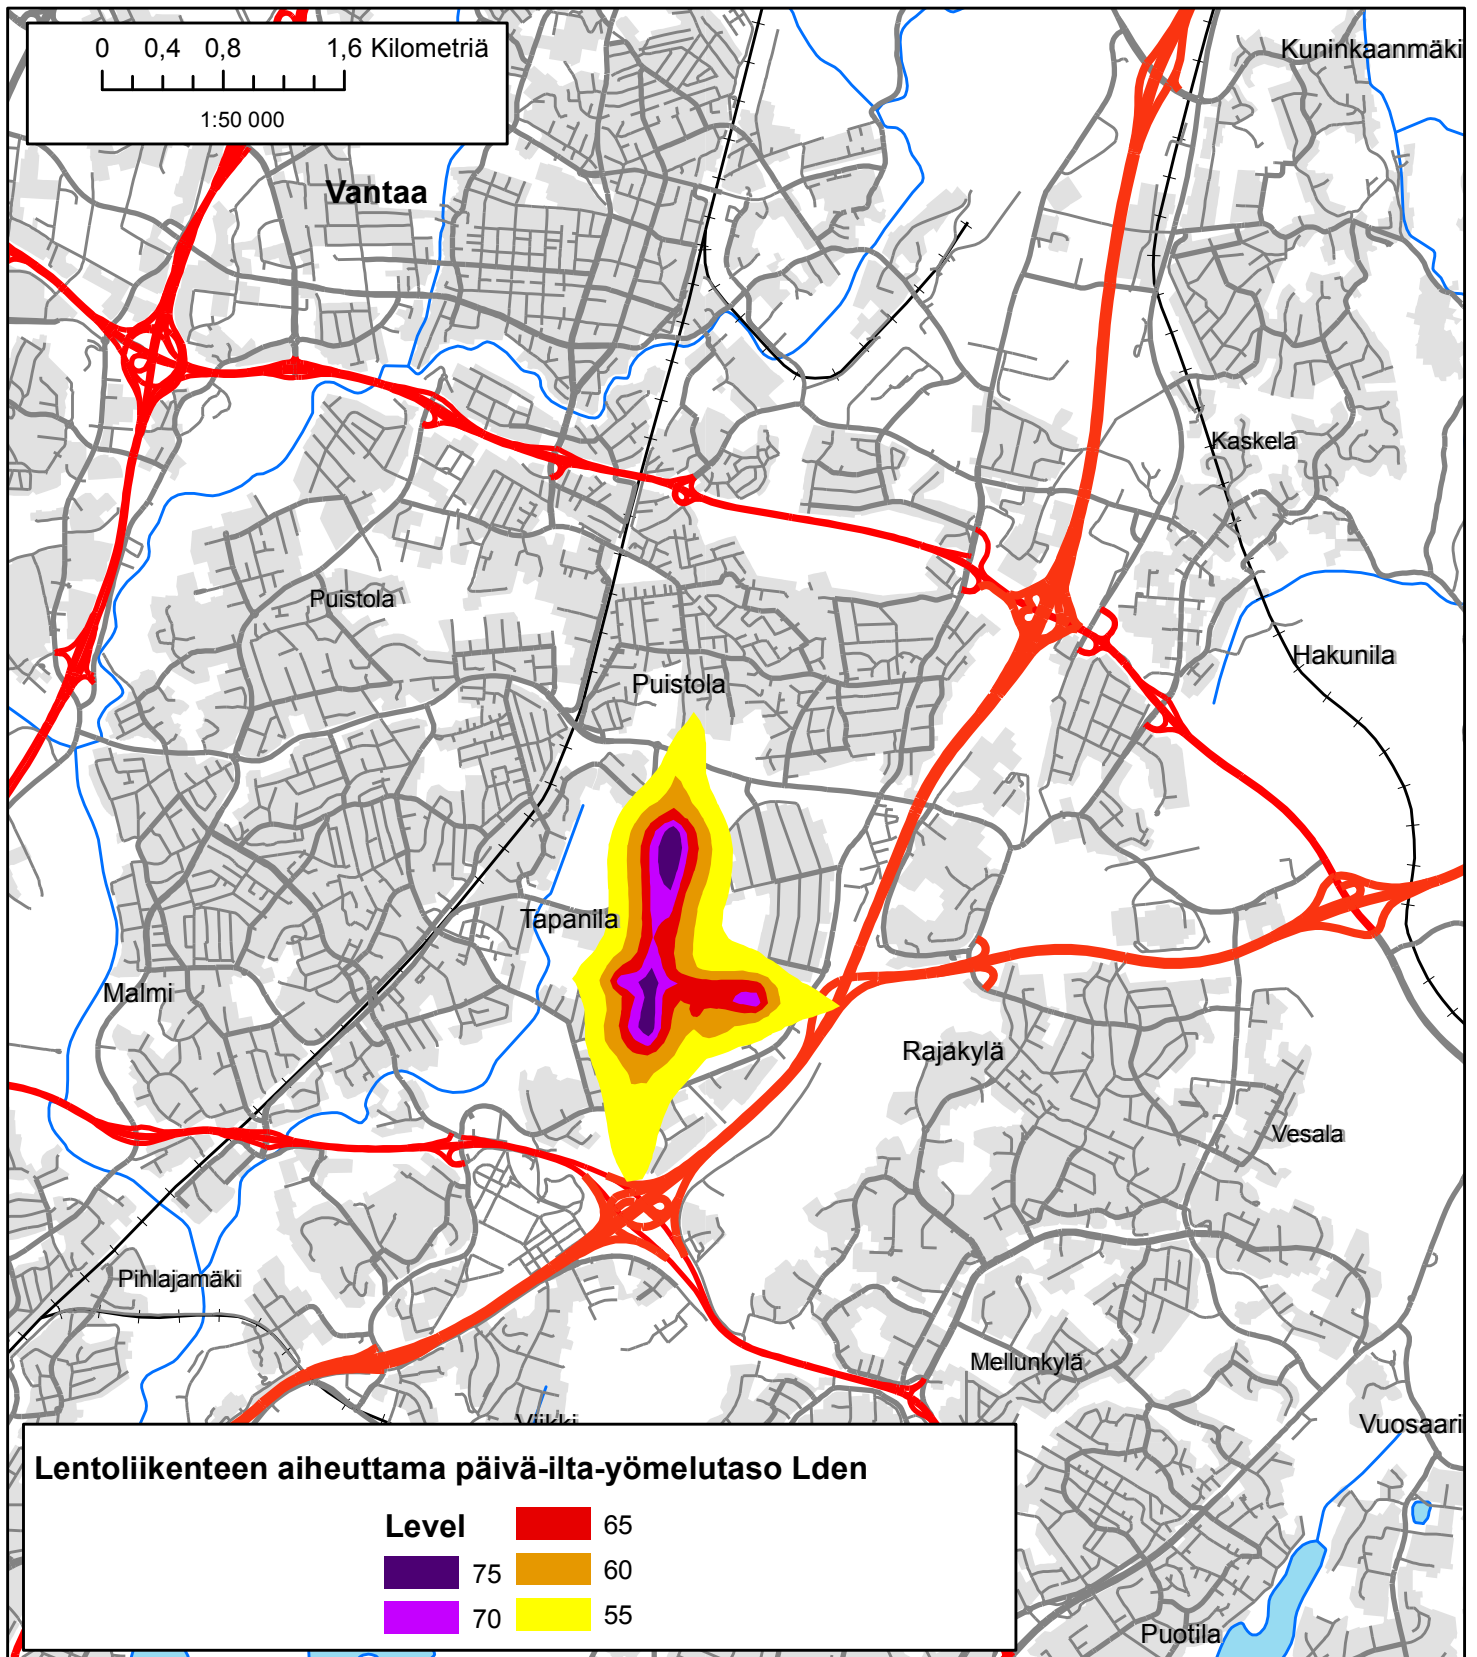 0 0,4 0,8 1,6 Kilometriä
1:50 000
Kuninkaanmäki
Vantaa
Kaskela
Puistola
Hakunila
Puistola
Tapanila
Malmi
Rajakylä
Vesala
Pihlajamäki
Mellunkylä
Viikki
Vuosaari
Lentoliikenteen aiheuttama päivä-ilta-yömelutaso Lden
Level
65
75
60
70
55
Puotila